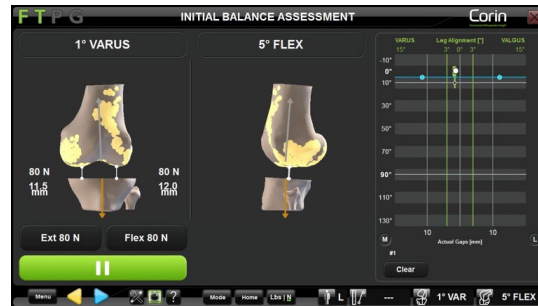 FTPG
INITIAL BALANCE ASSESSMENT
Corin
1° VARUS
5° FLEX
VARUS Leg Alignment [°] VALGUS
15° 3° 0° 3° 15°
-10°
0°
10°
30°
50°
70°
90°
110°
130°
80 N
11.5
mm
80 N
12.0
mm
Ext 80 N
Flex 80 N
M
10 10
Actual Gaps [mm]
L
#1
Clear
Menu
?
Mode
Home
Lbs | N
L
---
1° VAR
5° FLEX